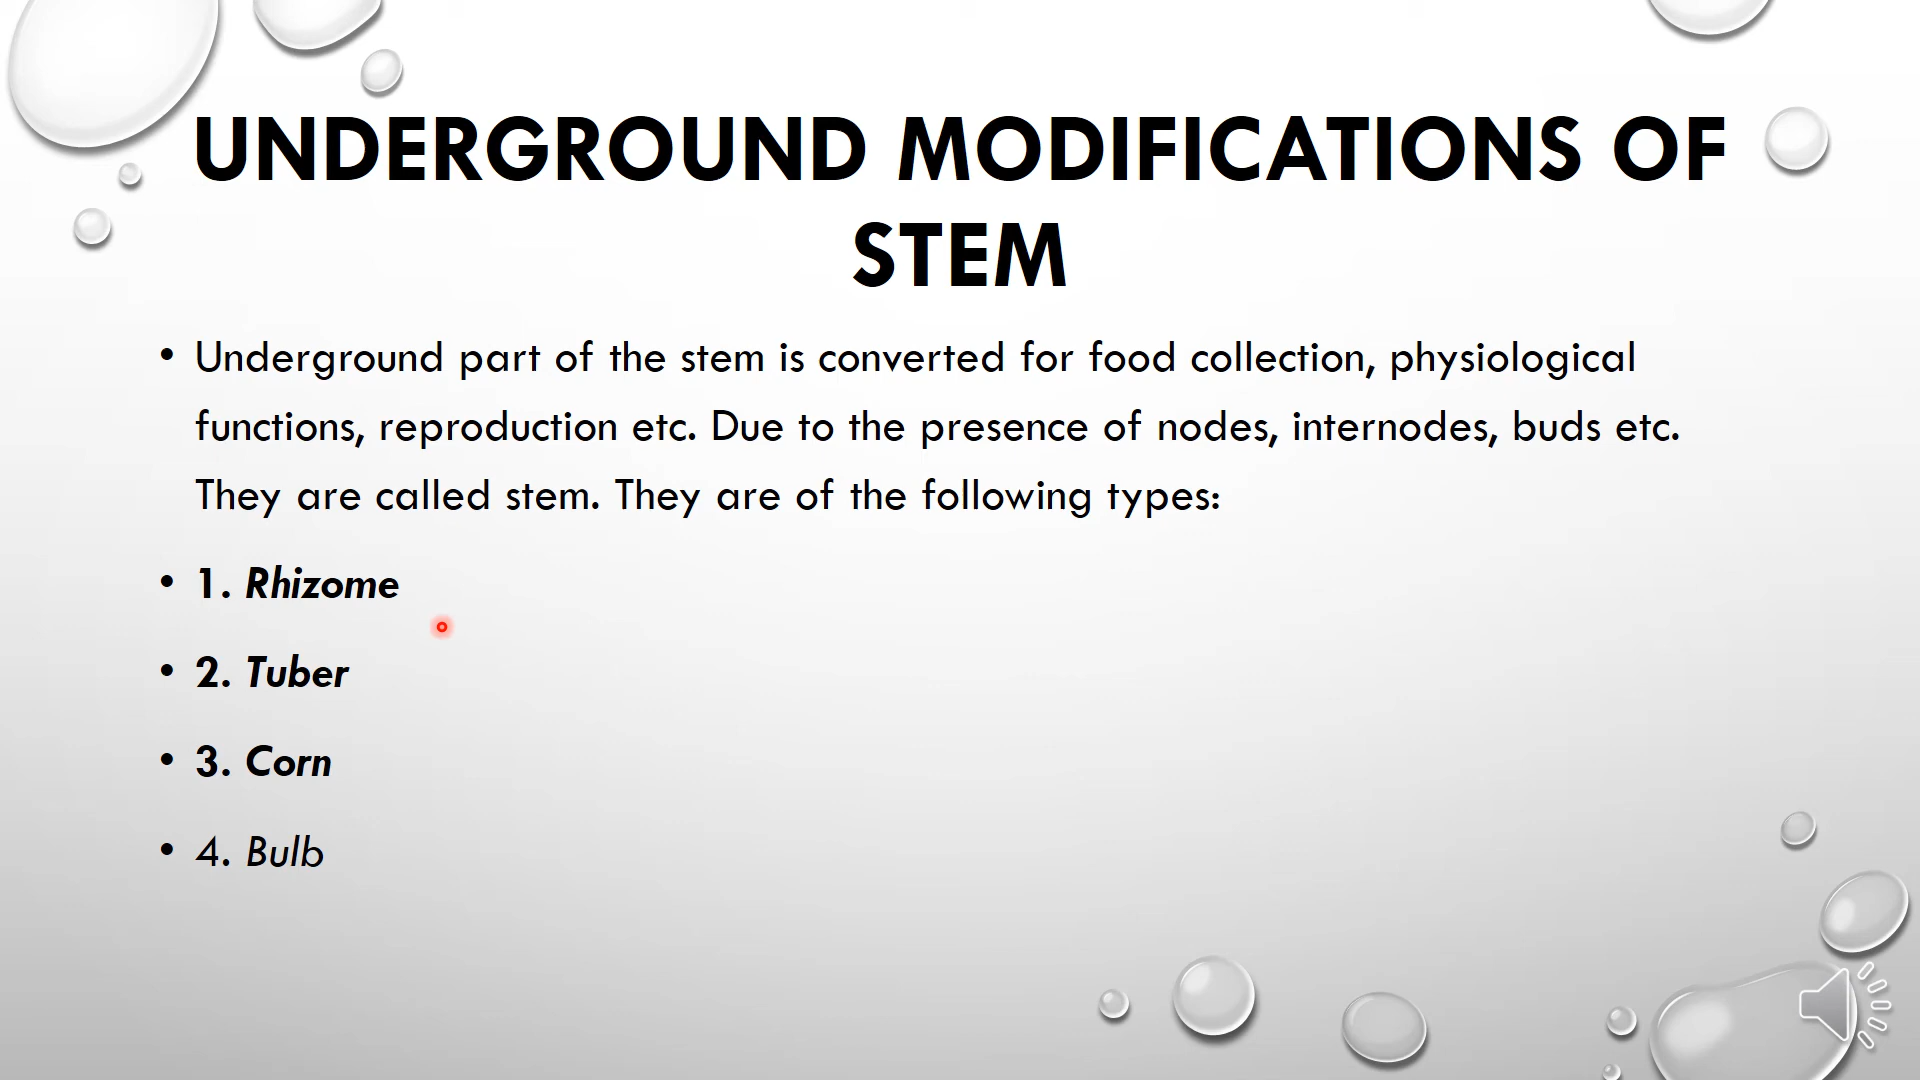 UNDERGROUND MODIFICATIONS OF
STEM
• Underground part of the stem is converted for food collection, physiological
functions, reproduction etc. Due to the presence of nodes, internodes, buds etc.
They are called stem. They are of the following types:
• 1. Rhizome
• 2. Tuber
• 3. Corn
• 4. Bulb